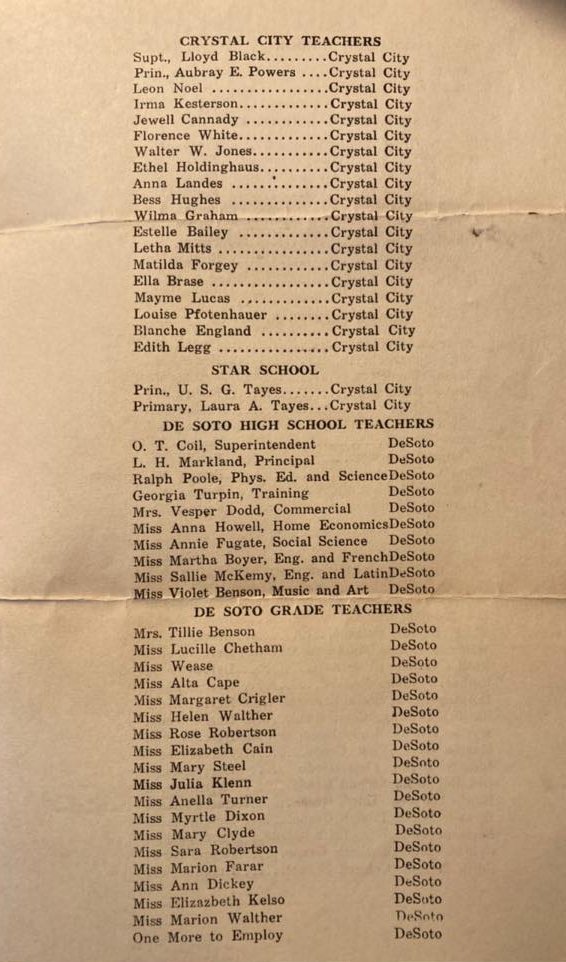 CRYSTAL CITY TEACHERS
Supt., Lloyd Black.........Crystal City
Prin., Aubray E. Powers ....Crystal City
Leon Noel ................Crystal City
Irma Kesterson............Crystal City
Jewell Cannady ............Crystal City
Florence White............Crystal City
Walter W. Jones..........Crystal City
Ethel Holdinghaus.........Crystal City
Anna Landes ..............Crystal City
Bess Hughes ..............Crystal City
Wilma Graham ............Crystal City
Estelle Bailey .............Crystal City
Letha Mitts ................Crystal City
Matilda Forgey ............Crystal City
Ella Brase .................Crystal City
Mayme Lucas .............Crystal City
Louise Pfotenhauer ........Crystal City
Blanche England ..........Crystal City
Edith Legg ................Crystal City
STAR SCHOOL
Prin., U. S. G. Tayes.......Crystal City
Primary, Laura A. Tayes...Crystal City
DE SOTO HIGH SCHOOL TEACHERS
O. T. Coil, Superintendent DeSoto
L. H. Markland, Principal DeSoto
Ralph Poole, Phys. Ed. and Science DeSoto
Georgia Turpin, Training DeSoto
Mrs. Vesper Dodd, Commercial DeSoto
Miss Anna Howell, Home Economics DeSoto
Miss Annie Fugate, Social Science DeSoto
Miss Martha Boyer, Eng. and French DeSoto
Miss Sallie McKemy, Eng. and Latin DeSoto
Miss Violet Benson, Music and Art DeSoto
DE SOTO GRADE TEACHERS
Mrs. Tillie Benson DeSoto
Miss Lucille Chetham DeSoto
Miss Wease DeSoto
Miss Alta Cape DeSoto
Miss Margaret Crigler DeSoto
Miss Helen Walther DeSoto
Miss Rose Robertson DeSoto
Miss Elizabeth Cain DeSoto
Miss Mary Steel DeSoto
Miss Julia Klenn DeSoto
Miss Anella Turner DeSoto
Miss Myrtle Dixon DeSoto
Miss Mary Clyde DeSoto
Miss Sara Robertson DeSoto
Miss Marion Farar DeSoto
Miss Ann Dickey DeSoto
Miss Elizazbeth Kelso DeSoto
Miss Marion Walther DeSoto
One More to Employ DeSoto